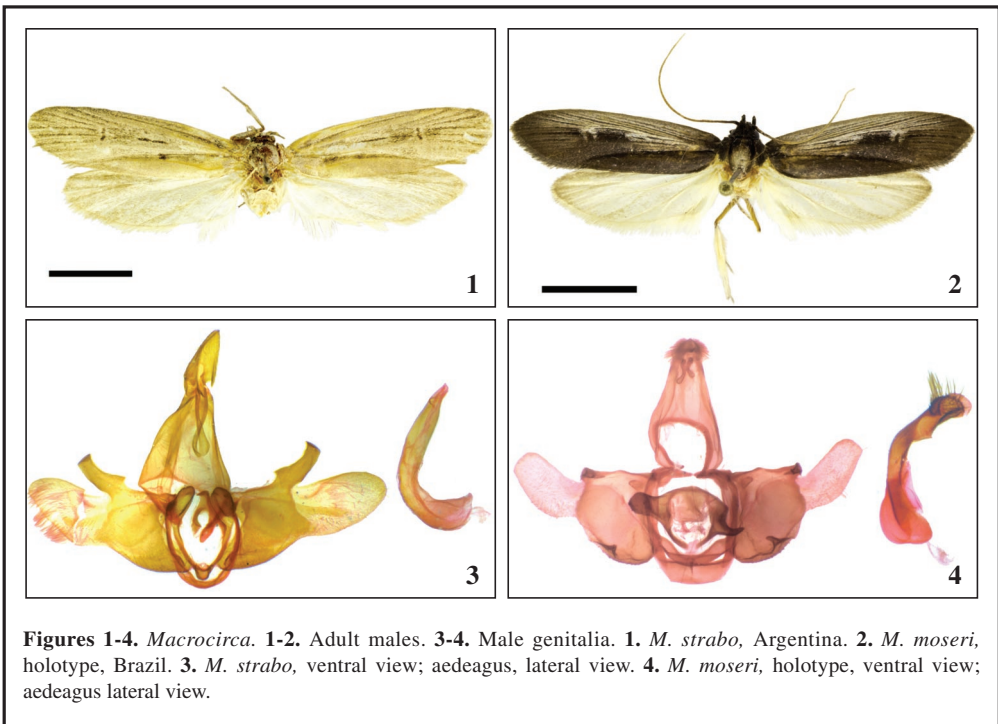 1
2
3
4
Figures 1-4. Macrocirca. 1-2. Adult males. 3-4. Male genitalia. 1. M. strabo, Argentina. 2. M. moseri,
holotype, Brazil. 3. M. strabo, ventral view; aedeagus, lateral view. 4. M. moseri, holotype, ventral view;
aedeagus lateral view.